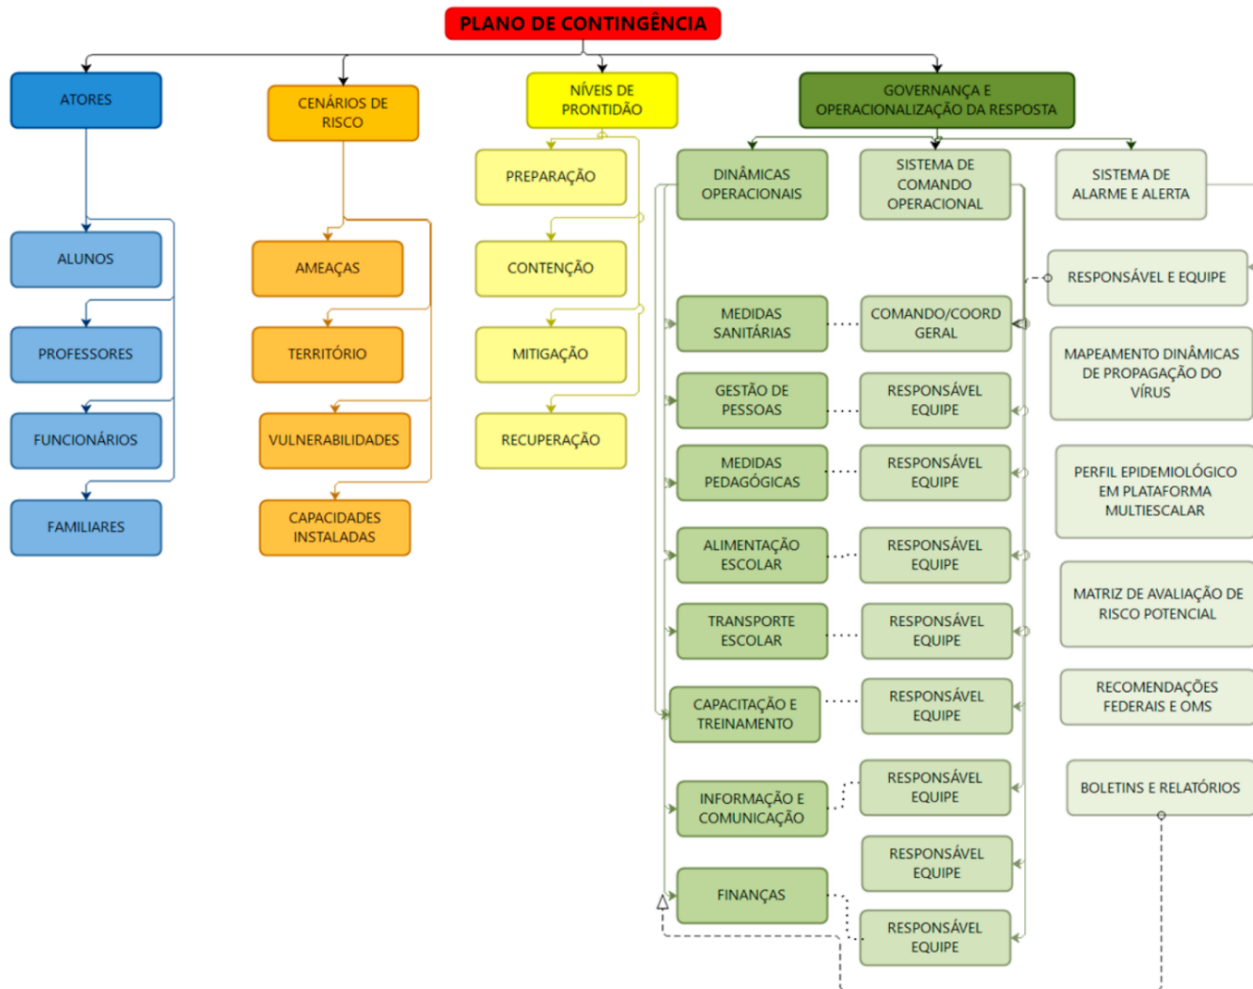 PLANO DE CONTINGÊNCIA
ATORES
ALUNOS
PROFESSORES
FUNCIONÁRIOS
FAMILIARES
CENÁRIOS DE
RISCO
AMEAÇAS
TERRITÓRIO
VULNERABILIDADES
CAPACIDADES
INSTALADAS
NÍVEIS DE
PRONTIDÃO
PREPARAÇÃO
CONTENÇÃO
MITIGAÇÃO
RECUPERAÇÃO
GOVERNANÇA E
OPERACIONALIZAÇÃO DA RESPOSTA
DINÂMICAS
OPERACIONAIS
MEDIDAS
SANITÁRIAS
GESTÃO DE
PESSOAS
MEDIDAS
PEDAGÓGICAS
ALIMENTAÇÃO
ESCOLAR
TRANSPORTE
ESCOLAR
CAPACITAÇÃO E
TREINAMENTO
INFORMAÇÃO E
COMUNICAÇÃO
FINANÇAS
SISTEMA DE
COMANDO
OPERACIONAL
COMANDO/COORD
GERAL
RESPONSÁVEL
EQUIPE
RESPONSÁVEL
EQUIPE
RESPONSÁVEL
EQUIPE
RESPONSÁVEL
EQUIPE
RESPONSÁVEL
EQUIPE
RESPONSÁVEL
EQUIPE
RESPONSÁVEL
EQUIPE
RESPONSÁVEL
EQUIPE
SISTEMA DE
ALARME E ALERTA
RESPONSÁVEL E EQUIPE
MAPEAMENTO DINÂMICAS
DE PROPAGAÇÃO DO
VÍRUS
PERFIL EPIDEMIOLÓGICO
EM PLATAFORMA
MULTIESCALAR
MATRIZ DE AVALIAÇÃO DE
RISCO POTENCIAL
RECOMENDAÇÕES
FEDERAIS E OMS
BOLETINS E RELATÓRIOS